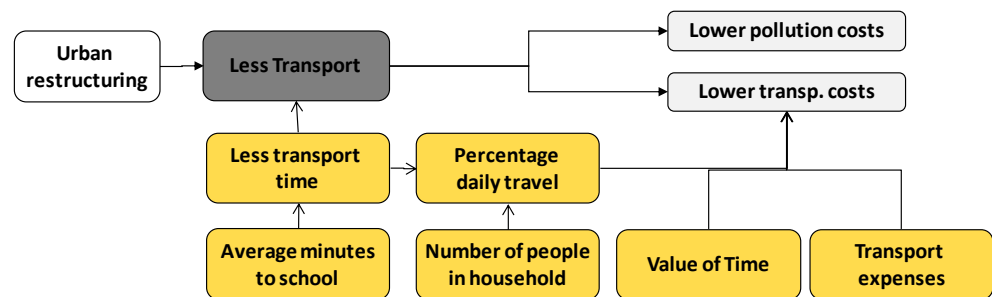 Urban
restructuring
Less Transport
Lower pollution costs
Lower transp. costs
Less transport
time
Percentage
daily travel
Average minutes
to school
Number of people
in household
Value of Time
Transport
expenses